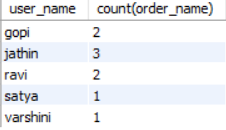 user_name count(order_name)
gopi 2
jathin 3
ravi 2
satya 1
varshini 1